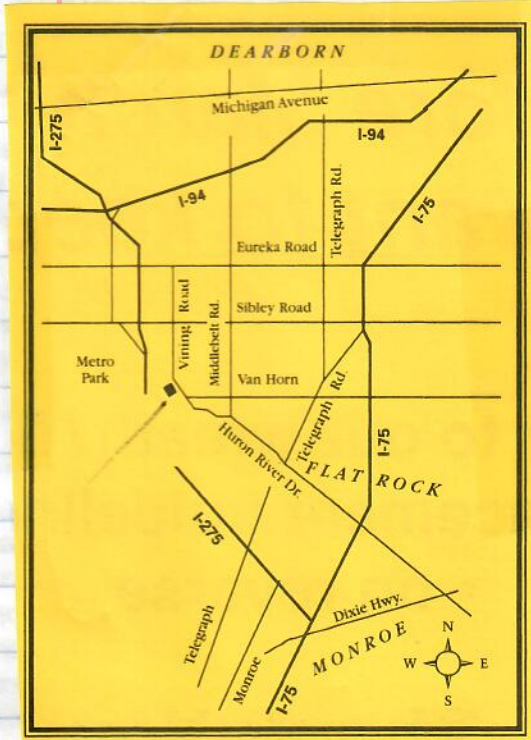 DEARBORN
Michigan Avenue
I-275
I-94
I-94
I-75
Telegraph Rd.
Eureka Road
Vining Road
Middlebelt Rd.
Sibley Road
Metro
Park
Van Horn
Telegraph Rd.
I-75
Huron River Dr.
FLAT ROCK
I-275
Telegraph
Dixie Hwy.
Monroe
MONROE
I-75
N
W
E
S